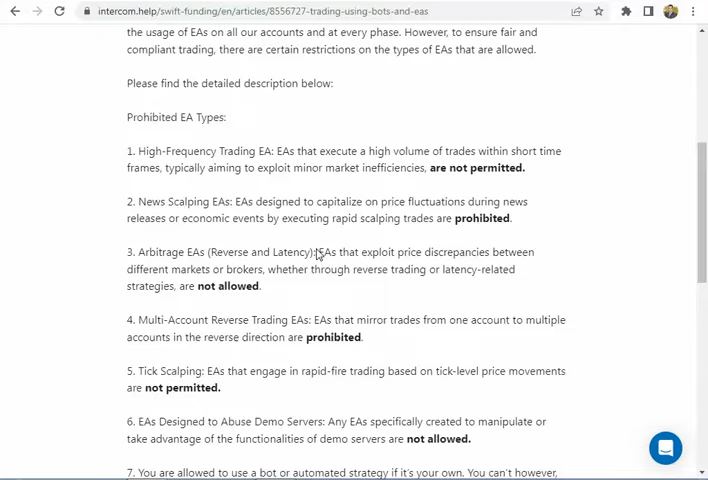 intercom.help/swift-funding/en/articles/8556727-trading-using-bots-and-eas
the usage of EAs on all our accounts and at every phase. However, to ensure fair and
compliant trading, there are certain restrictions on the types of EAs that are allowed.
Please find the detailed description below:
Prohibited EA Types:
1. High-Frequency Trading EA: EAs that execute a high volume of trades within short time
frames, typically aiming to exploit minor market inefficiencies, are not permitted.
2. News Scalping EAs: EAs designed to capitalize on price fluctuations during news
releases or economic events by executing rapid scalping trades are prohibited.
3. Arbitrage EAs (Reverse and Latency): EAs that exploit price discrepancies between
different markets or brokers, whether through reverse trading or latency-related
strategies, are not allowed.
4. Multi-Account Reverse Trading EAs: EAs that mirror trades from one account to multiple
accounts in the reverse direction are prohibited.
5. Tick Scalping: EAs that engage in rapid-fire trading based on tick-level price movements
are not permitted.
6. EAs Designed to Abuse Demo Servers: Any EAs specifically created to manipulate or
take advantage of the functionalities of demo servers are not allowed.
7. You are allowed to use a bot or automated strategy if it's your own. You can't however,